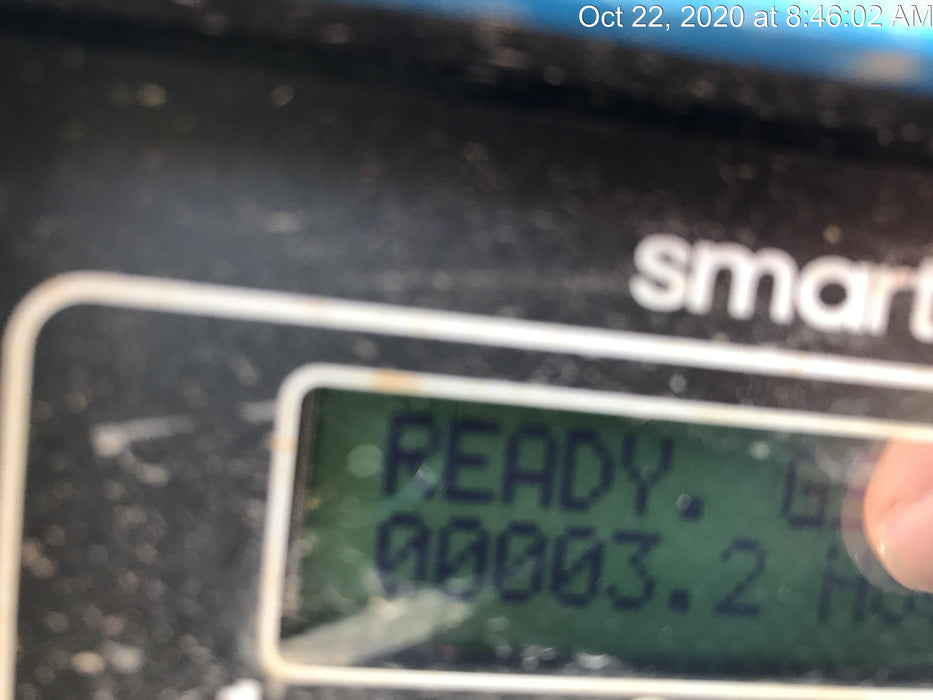 Oct 22, 2020 at 8:46:02 AM
smart
READY.
00003.2